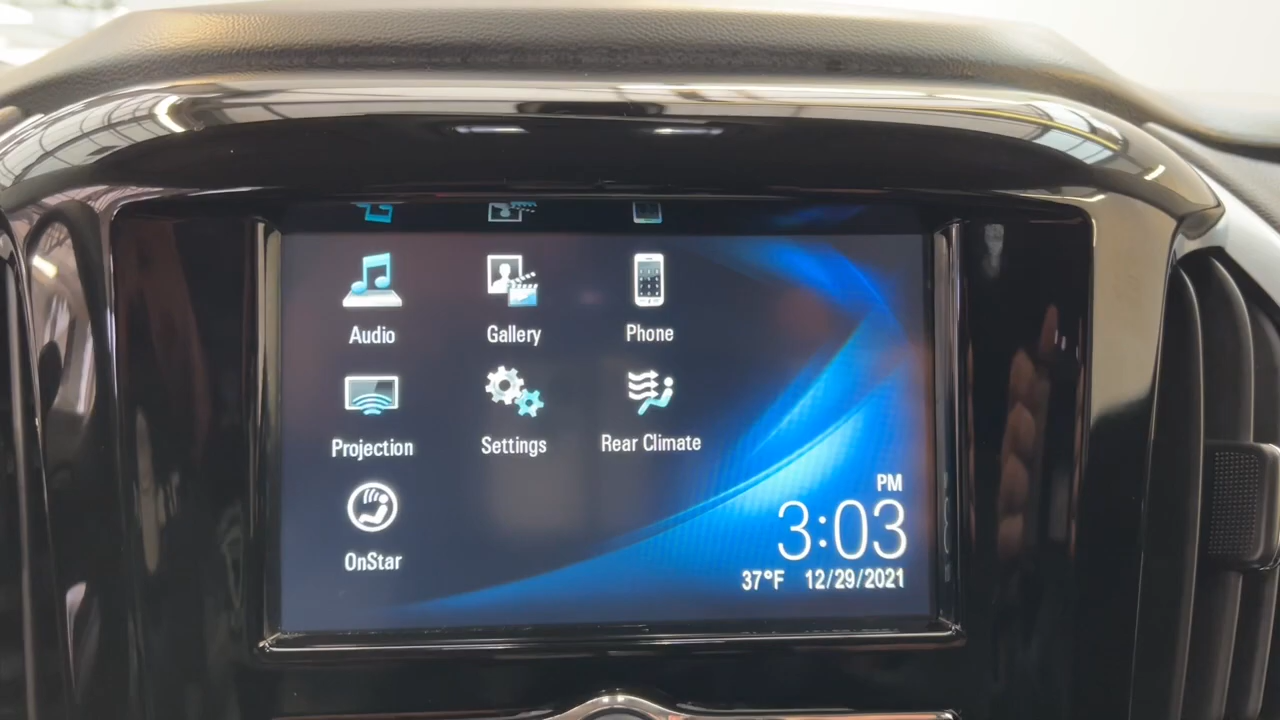 Audio
Gallery
Phone
Projection
Settings
Rear Climate
OnStar
PM
3:03
37°F 12/29/2021